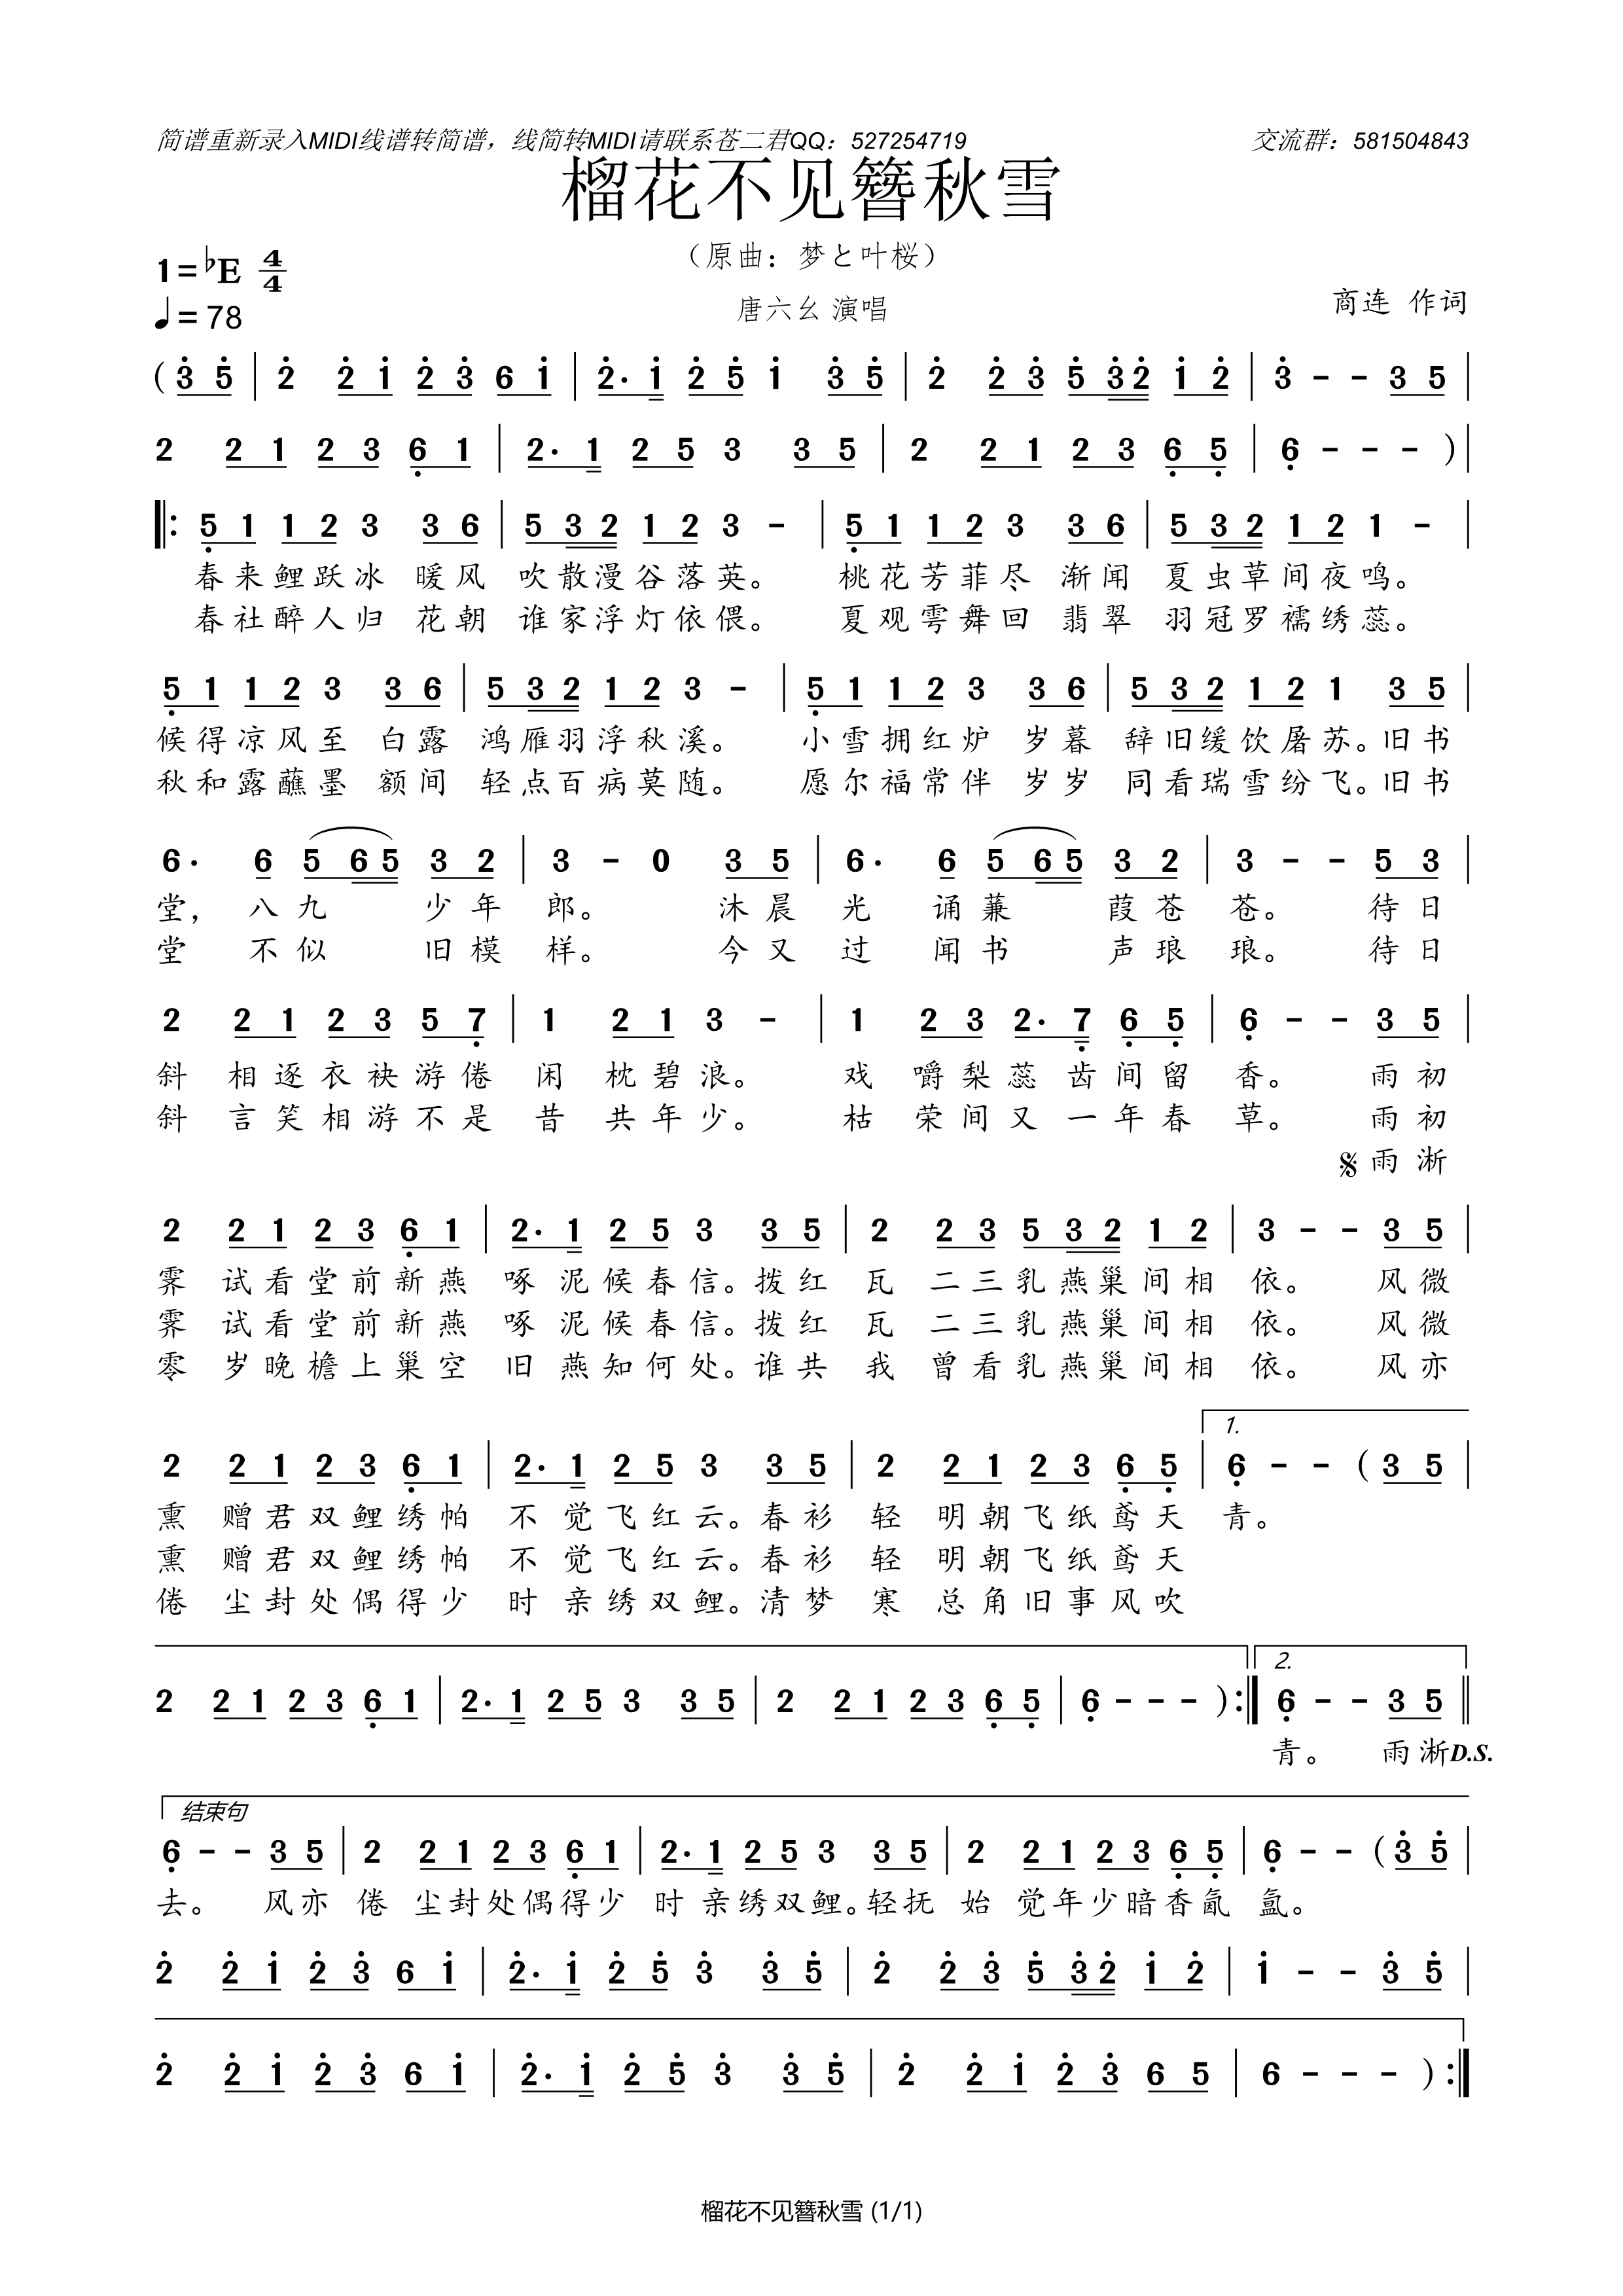 简谱重新录入MIDI线谱转简谱，线简转MIDI请联系苍二君QQ：527254719 交流群：581504843
榴花不见簪秋雪
（原曲：梦と叶桜）
1=♭E 4/4
♩=78
唐六幺 演唱
商连 作词
( 3 5 | 2 2 1 2 3 6 1 | 2· 1 2 5 1 3 5 | 2 2 3 5 3 2 1 2 | 3 - - 3 5 |
2 2 1 2 3 6 1 | 2· 1 2 5 3 3 5 | 2 2 1 2 3 6 5 | 6 - - - ) |
‖: 5 1 1 2 3 3 6 | 5 3 2 1 2 3 - | 5 1 1 2 3 3 6 | 5 3 2 1 2 1 - |
春来鲤跃冰 暖风 吹散漫谷落英。 桃花芳菲尽 渐闻 夏虫草间夜鸣。
春社醉人归 花朝 谁家浮灯依偎。 夏观雩舞回 翡翠 羽冠罗襦绣蕊。
5 1 1 2 3 3 6 | 5 3 2 1 2 3 - | 5 1 1 2 3 3 6 | 5 3 2 1 2 1 3 5 |
候得凉风至 白露 鸿雁羽浮秋溪。 小雪拥红炉 岁暮 辞旧缓饮屠苏。旧书
秋和露蘸墨 额间 轻点百病莫随。 愿尔福常伴 岁岁 同看瑞雪纷飞。旧书
6· 6 5 6 5 3 2 | 3 - 0 3 5 | 6· 6 5 6 5 3 2 | 3 - - 5 3 |
堂， 八九 少年 郎。 沐晨 光 诵蒹 葭苍 苍。 待日
堂 不似 旧模 样。 今又 过 闻书 声琅 琅。 待日
2 2 1 2 3 5 7 | 1 2 1 3 - | 1 2 3 2· 7 6 5 | 6 - - 3 5 |
斜 相逐衣袂游倦 闲 枕碧浪。 戏 嚼梨蕊齿间留 香。 雨初
斜 言笑相游不是 昔 共年少。 枯 荣间又一年春 草。 雨初
𝄋 雨淅
2 2 1 2 3 6 1 | 2· 1 2 5 3 3 5 | 2 2 3 5 3 2 1 2 | 3 - - 3 5 |
霁 试看堂前新燕 啄 泥候春信。拨红 瓦 二三乳燕巢间相 依。 风微
霁 试看堂前新燕 啄 泥候春信。拨红 瓦 二三乳燕巢间相 依。 风微
零 岁晚檐上巢空 旧 燕知何处。谁共 我 曾看乳燕巢间相 依。 风亦
1.
2 2 1 2 3 6 1 | 2· 1 2 5 3 3 5 | 2 2 1 2 3 6 5 | 6 - - ( 3 5 |
熏 赠君双鲤绣帕 不 觉飞红云。春衫 轻 明朝飞纸鸢天 青。
熏 赠君双鲤绣帕 不 觉飞红云。春衫 轻 明朝飞纸鸢天
倦 尘封处偶得少 时 亲绣双鲤。清梦 寒 总角旧事风吹
2.
2 2 1 2 3 6 1 | 2· 1 2 5 3 3 5 | 2 2 1 2 3 6 5 | 6 - - - ) :‖ 6 - - 3 5 ‖
青。 雨淅D.S.
结束句
6 - - 3 5 | 2 2 1 2 3 6 1 | 2· 1 2 5 3 3 5 | 2 2 1 2 3 6 5 | 6 - - ( 3 5 |
去。 风亦 倦 尘封处偶得少 时 亲绣双鲤。轻抚 始 觉年少暗香氤 氲。
2 2 1 2 3 6 1 | 2· 1 2 5 3 3 5 | 2 2 3 5 3 2 1 2 | 1 - - 3 5 |
2 2 1 2 3 6 1 | 2· 1 2 5 3 3 5 | 2 2 1 2 3 6 5 | 6 - - - ) :‖
榴花不见簪秋雪 (1/1)